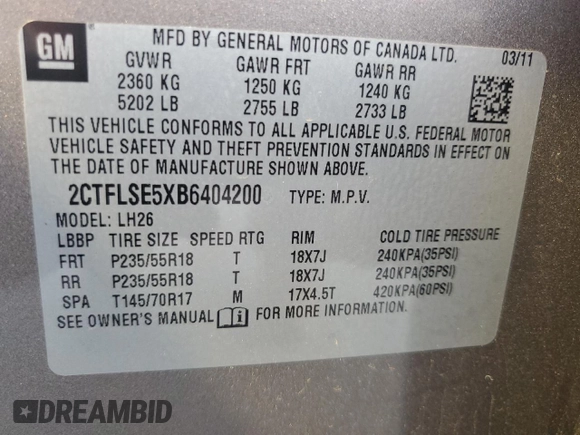 GM
MFD BY GENERAL MOTORS OF CANADA LTD. 03/11
GVWR GAWR FRT GAWR RR
2360 KG 1250 KG 1240 KG
5202 LB 2755 LB 2733 LB
THIS VEHICLE CONFORMS TO ALL APPLICABLE U.S. FEDERAL MOTOR
VEHICLE SAFETY AND THEFT PREVENTION STANDARDS IN EFFECT ON
THE DATE OF MANUFACTURE SHOWN ABOVE.
2CTFLSE5XB6404200 TYPE: M.P.V.
MODEL: LH26
LBBP TIRE SIZE SPEED RTG RIM COLD TIRE PRESSURE
FRT P235/55R18 T 18X7J 240KPA(35PSI)
RR P235/55R18 T 18X7J 240KPA(35PSI)
SPA T145/70R17 M 17X4.5T 420KPA(60PSI)
SEE OWNER'S MANUAL i FOR MORE INFORMATION.
DREAMBID